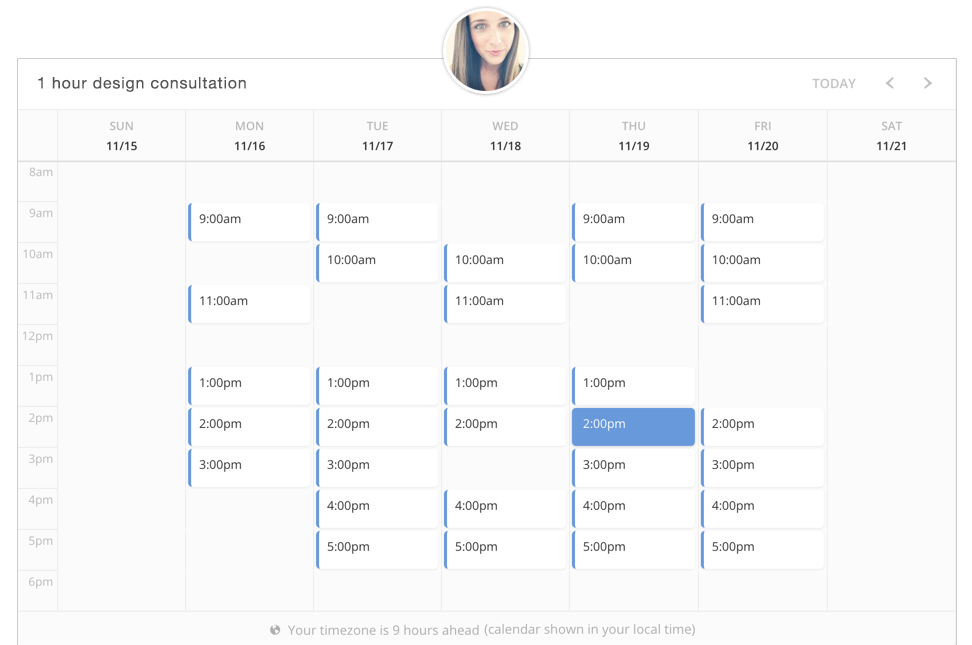 1 hour design consultation
TODAY
SUN MON TUE WED THU FRI SAT
11/15 11/16 11/17 11/18 11/19 11/20 11/21
8am
9am 9:00am 9:00am 9:00am 9:00am
10am 10:00am 10:00am 10:00am 10:00am
11am 11:00am 11:00am 11:00am
12pm
1pm 1:00pm 1:00pm 1:00pm 1:00pm
2pm 2:00pm 2:00pm 2:00pm 2:00pm 2:00pm
3pm 3:00pm 3:00pm 3:00pm 3:00pm
4pm 4:00pm 4:00pm 4:00pm 4:00pm
5pm 5:00pm 5:00pm 5:00pm 5:00pm
6pm
Your timezone is 9 hours ahead (calendar shown in your local time)